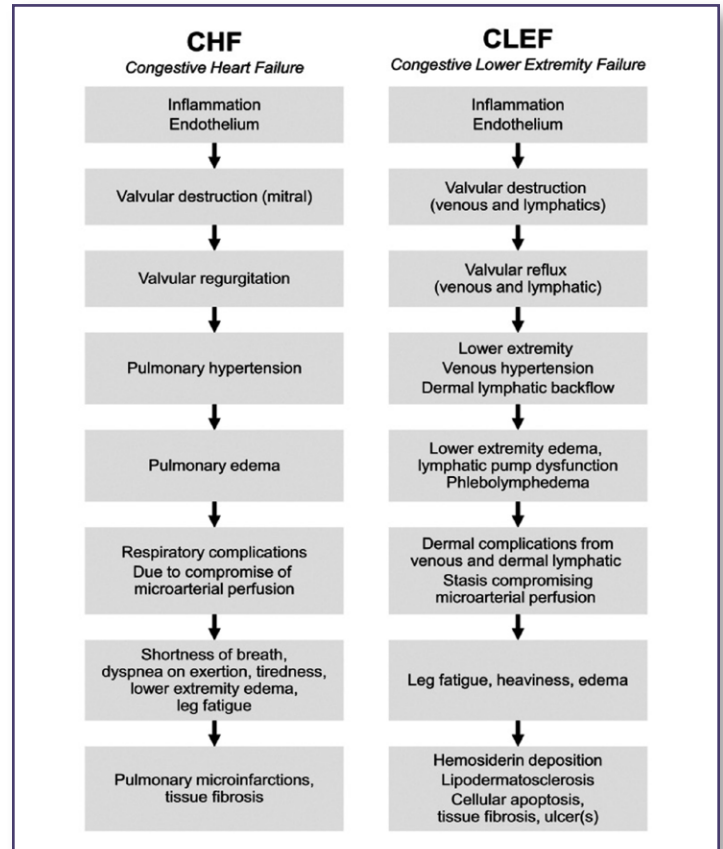 CHF
Congestive Heart Failure
Inflammation
Endothelium
Valvular destruction (mitral)
Valvular regurgitation
Pulmonary hypertension
Pulmonary edema
Respiratory complications
Due to compromise of
microarterial perfusion
Shortness of breath,
dyspnea on exertion, tiredness,
lower extremity edema,
leg fatigue
Pulmonary microinfarctions,
tissue fibrosis
CLEF
Congestive Lower Extremity Failure
Inflammation
Endothelium
Valvular destruction
(venous and lymphatics)
Valvular reflux
(venous and lymphatic)
Lower extremity
Venous hypertension
Dermal lymphatic backflow
Lower extremity edema,
lymphatic pump dysfunction
Phlebolymphedema
Dermal complications from
venous and dermal lymphatic
Stasis compromising
microarterial perfusion
Leg fatigue, heaviness, edema
Hemosiderin deposition
Lipodermatosclerosis
Cellular apoptosis,
tissue fibrosis, ulcer(s)